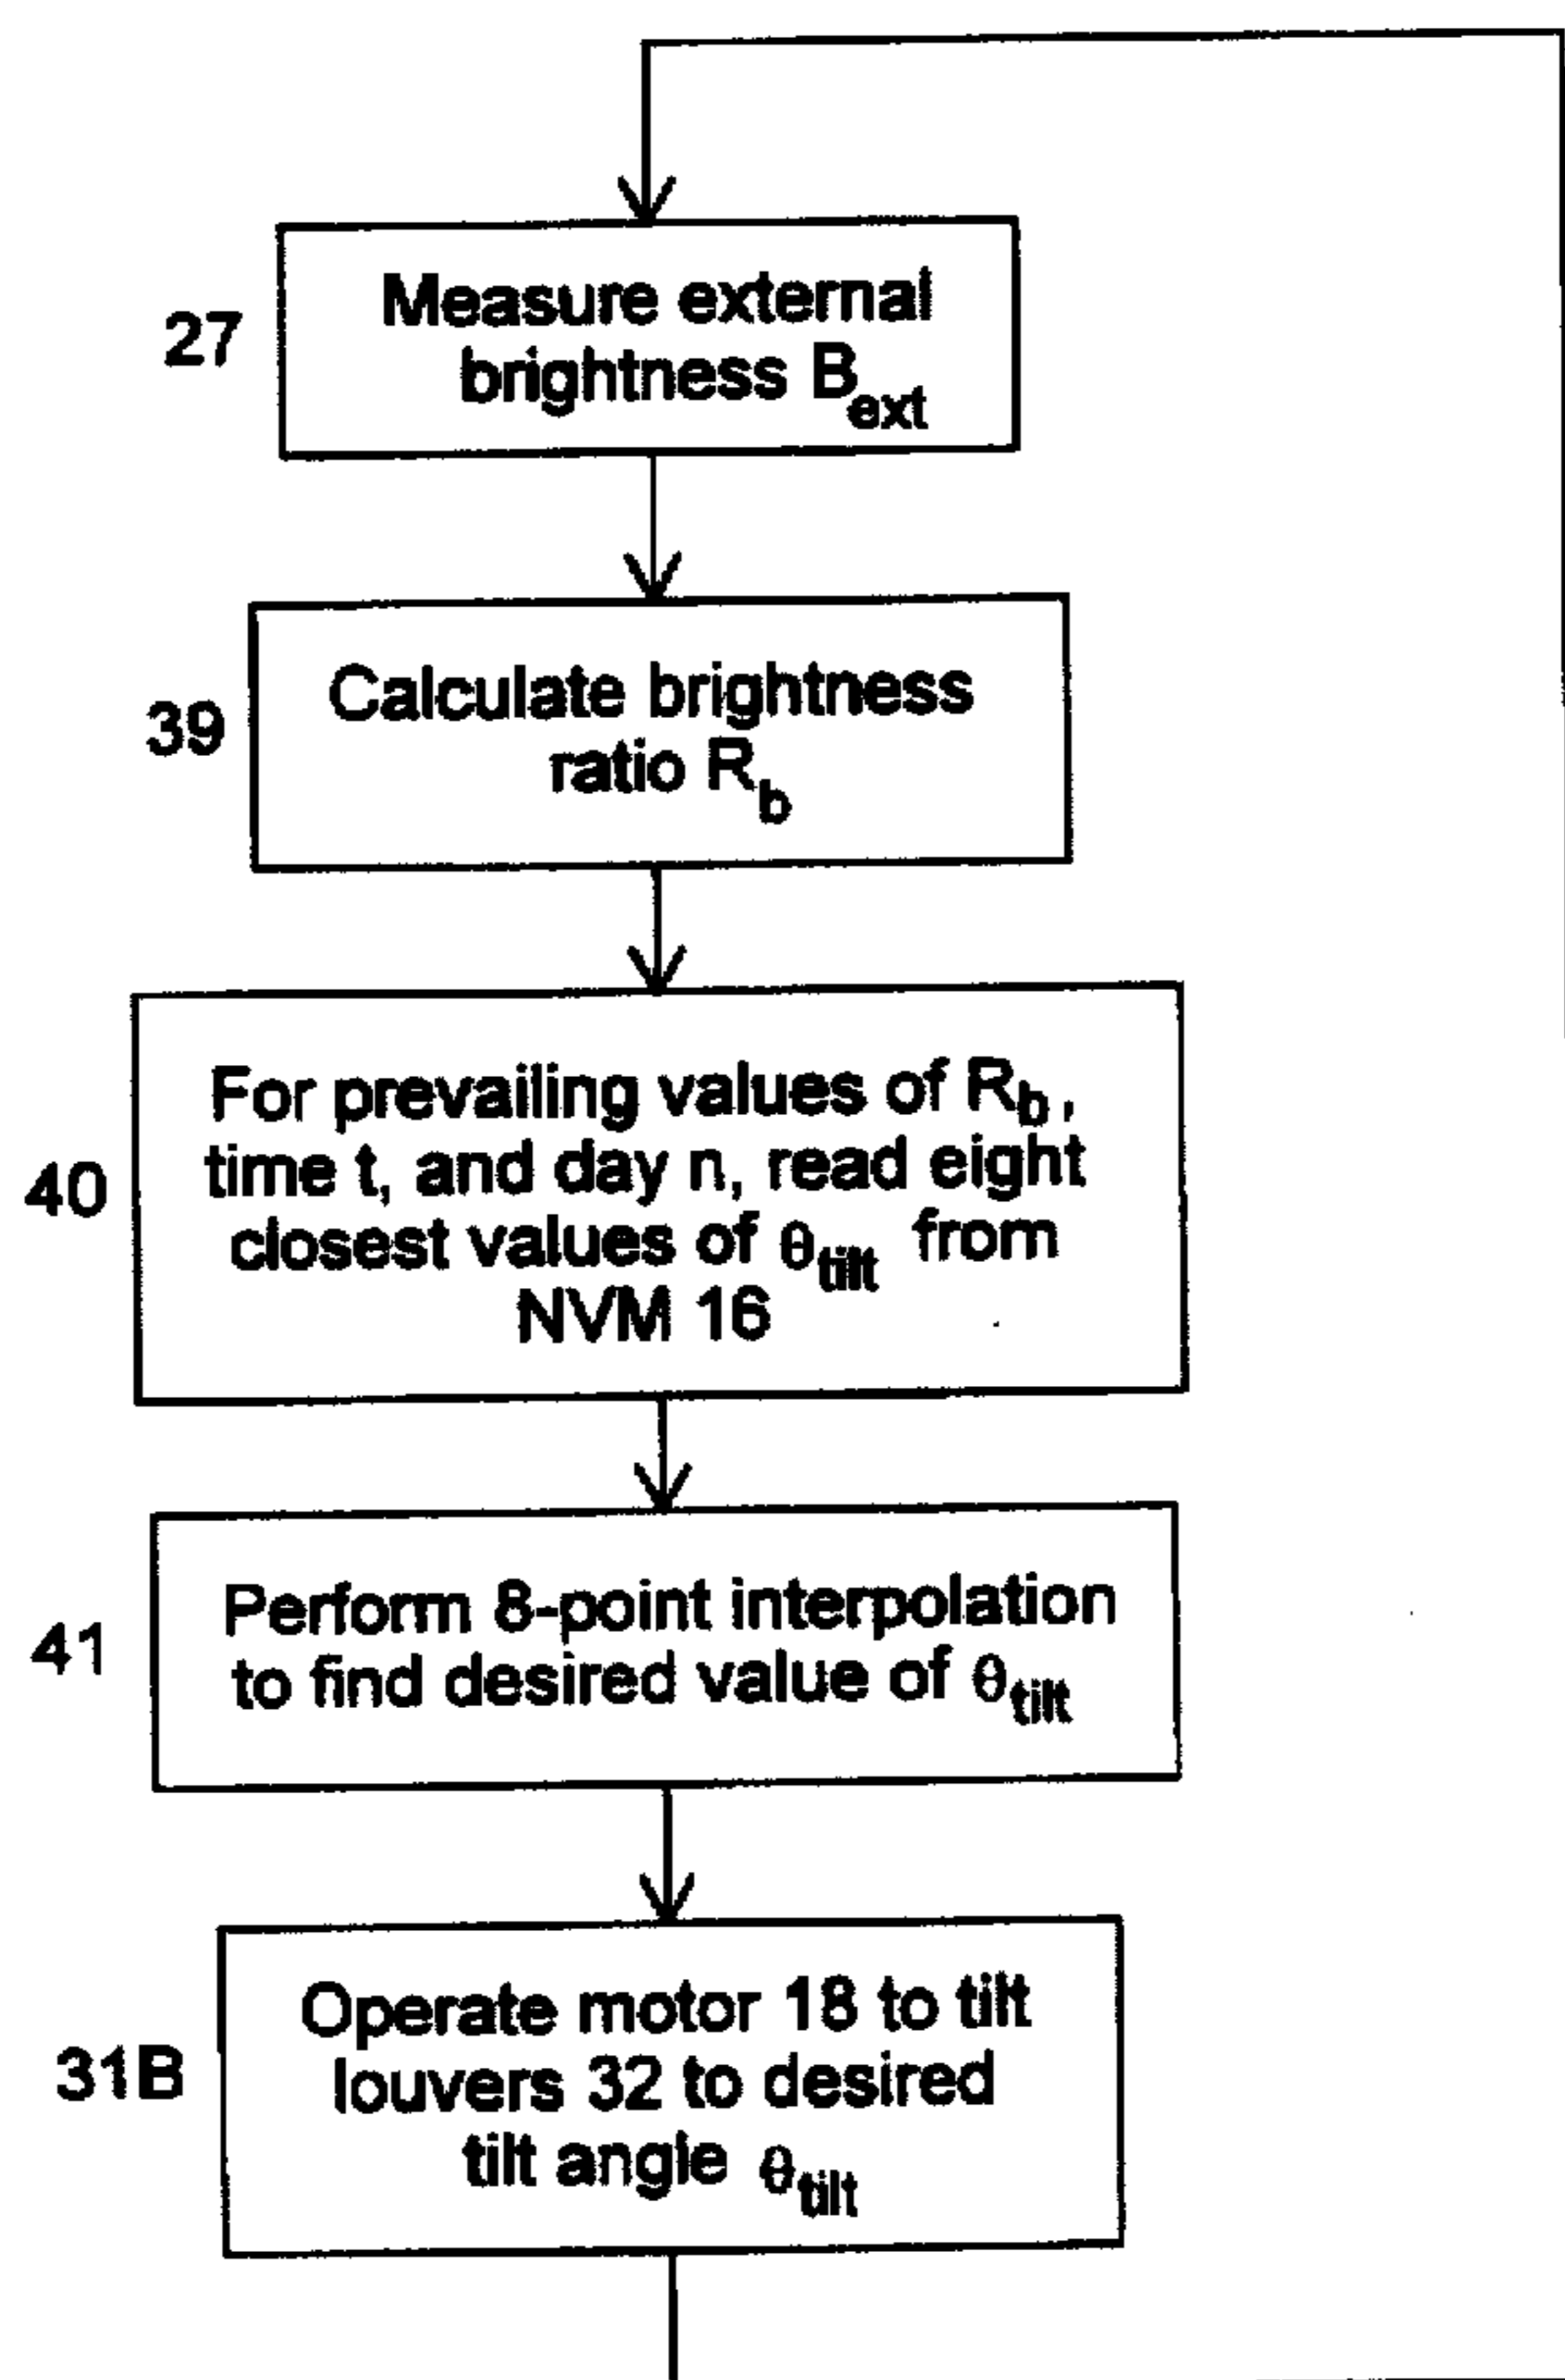 27
Measure external
brightness B_ext
39
Calculate brightness
ratio R_b
40
For prevailing values of R_b,
time t, and day n, read eight
closest values of θ_tilt from
NVM 16
41
Perform 8-point interpolation
to find desired value of θ_tilt
31B
Operate motor 18 to tilt
louvers 32 to desired
tilt angle θ_tilt